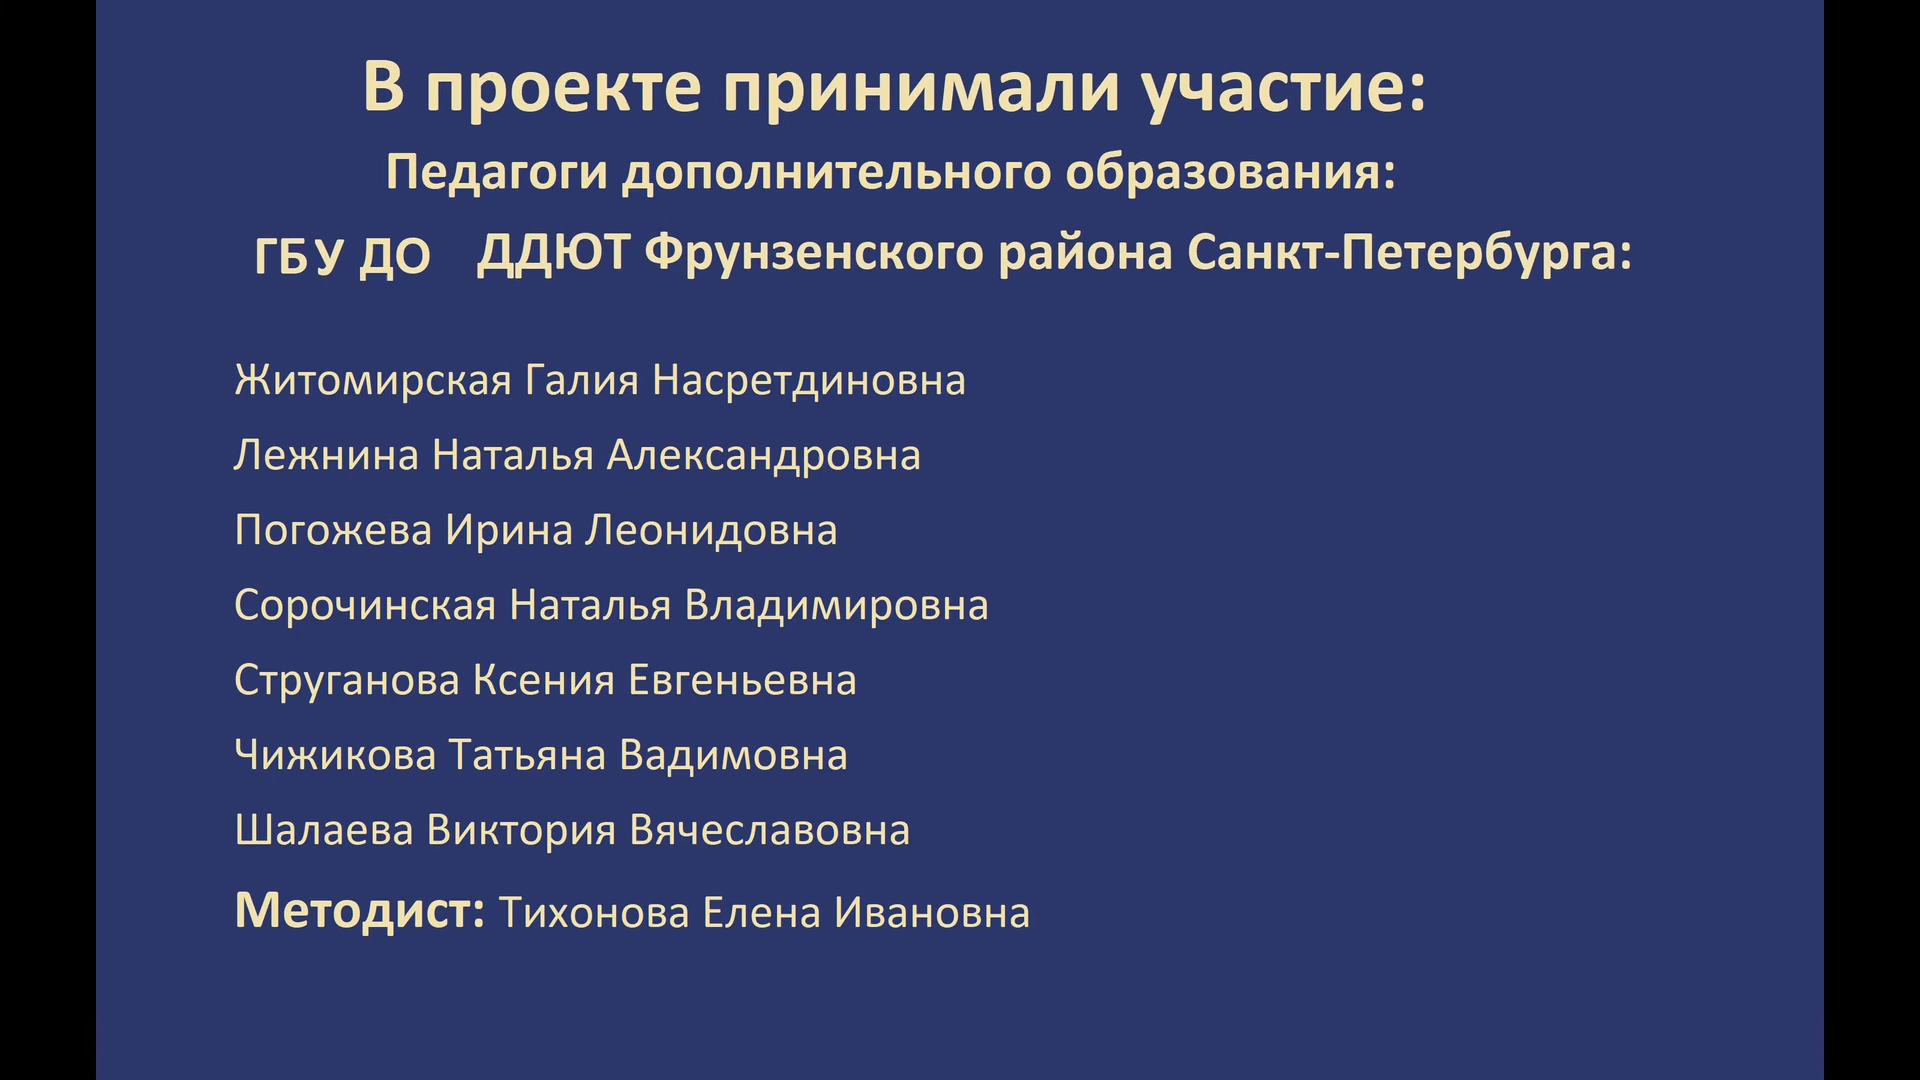 В проекте принимали участие:
Педагоги дополнительного образования:
ГБУ ДО ДДЮТ Фрунзенского района Санкт-Петербурга:
Житомирская Галия Насретдиновна
Лежнина Наталья Александровна
Погожева Ирина Леонидовна
Сорочинская Наталья Владимировна
Струганова Ксения Евгеньевна
Чижикова Татьяна Вадимовна
Шалаева Виктория Вячеславовна
Методист: Тихонова Елена Ивановна